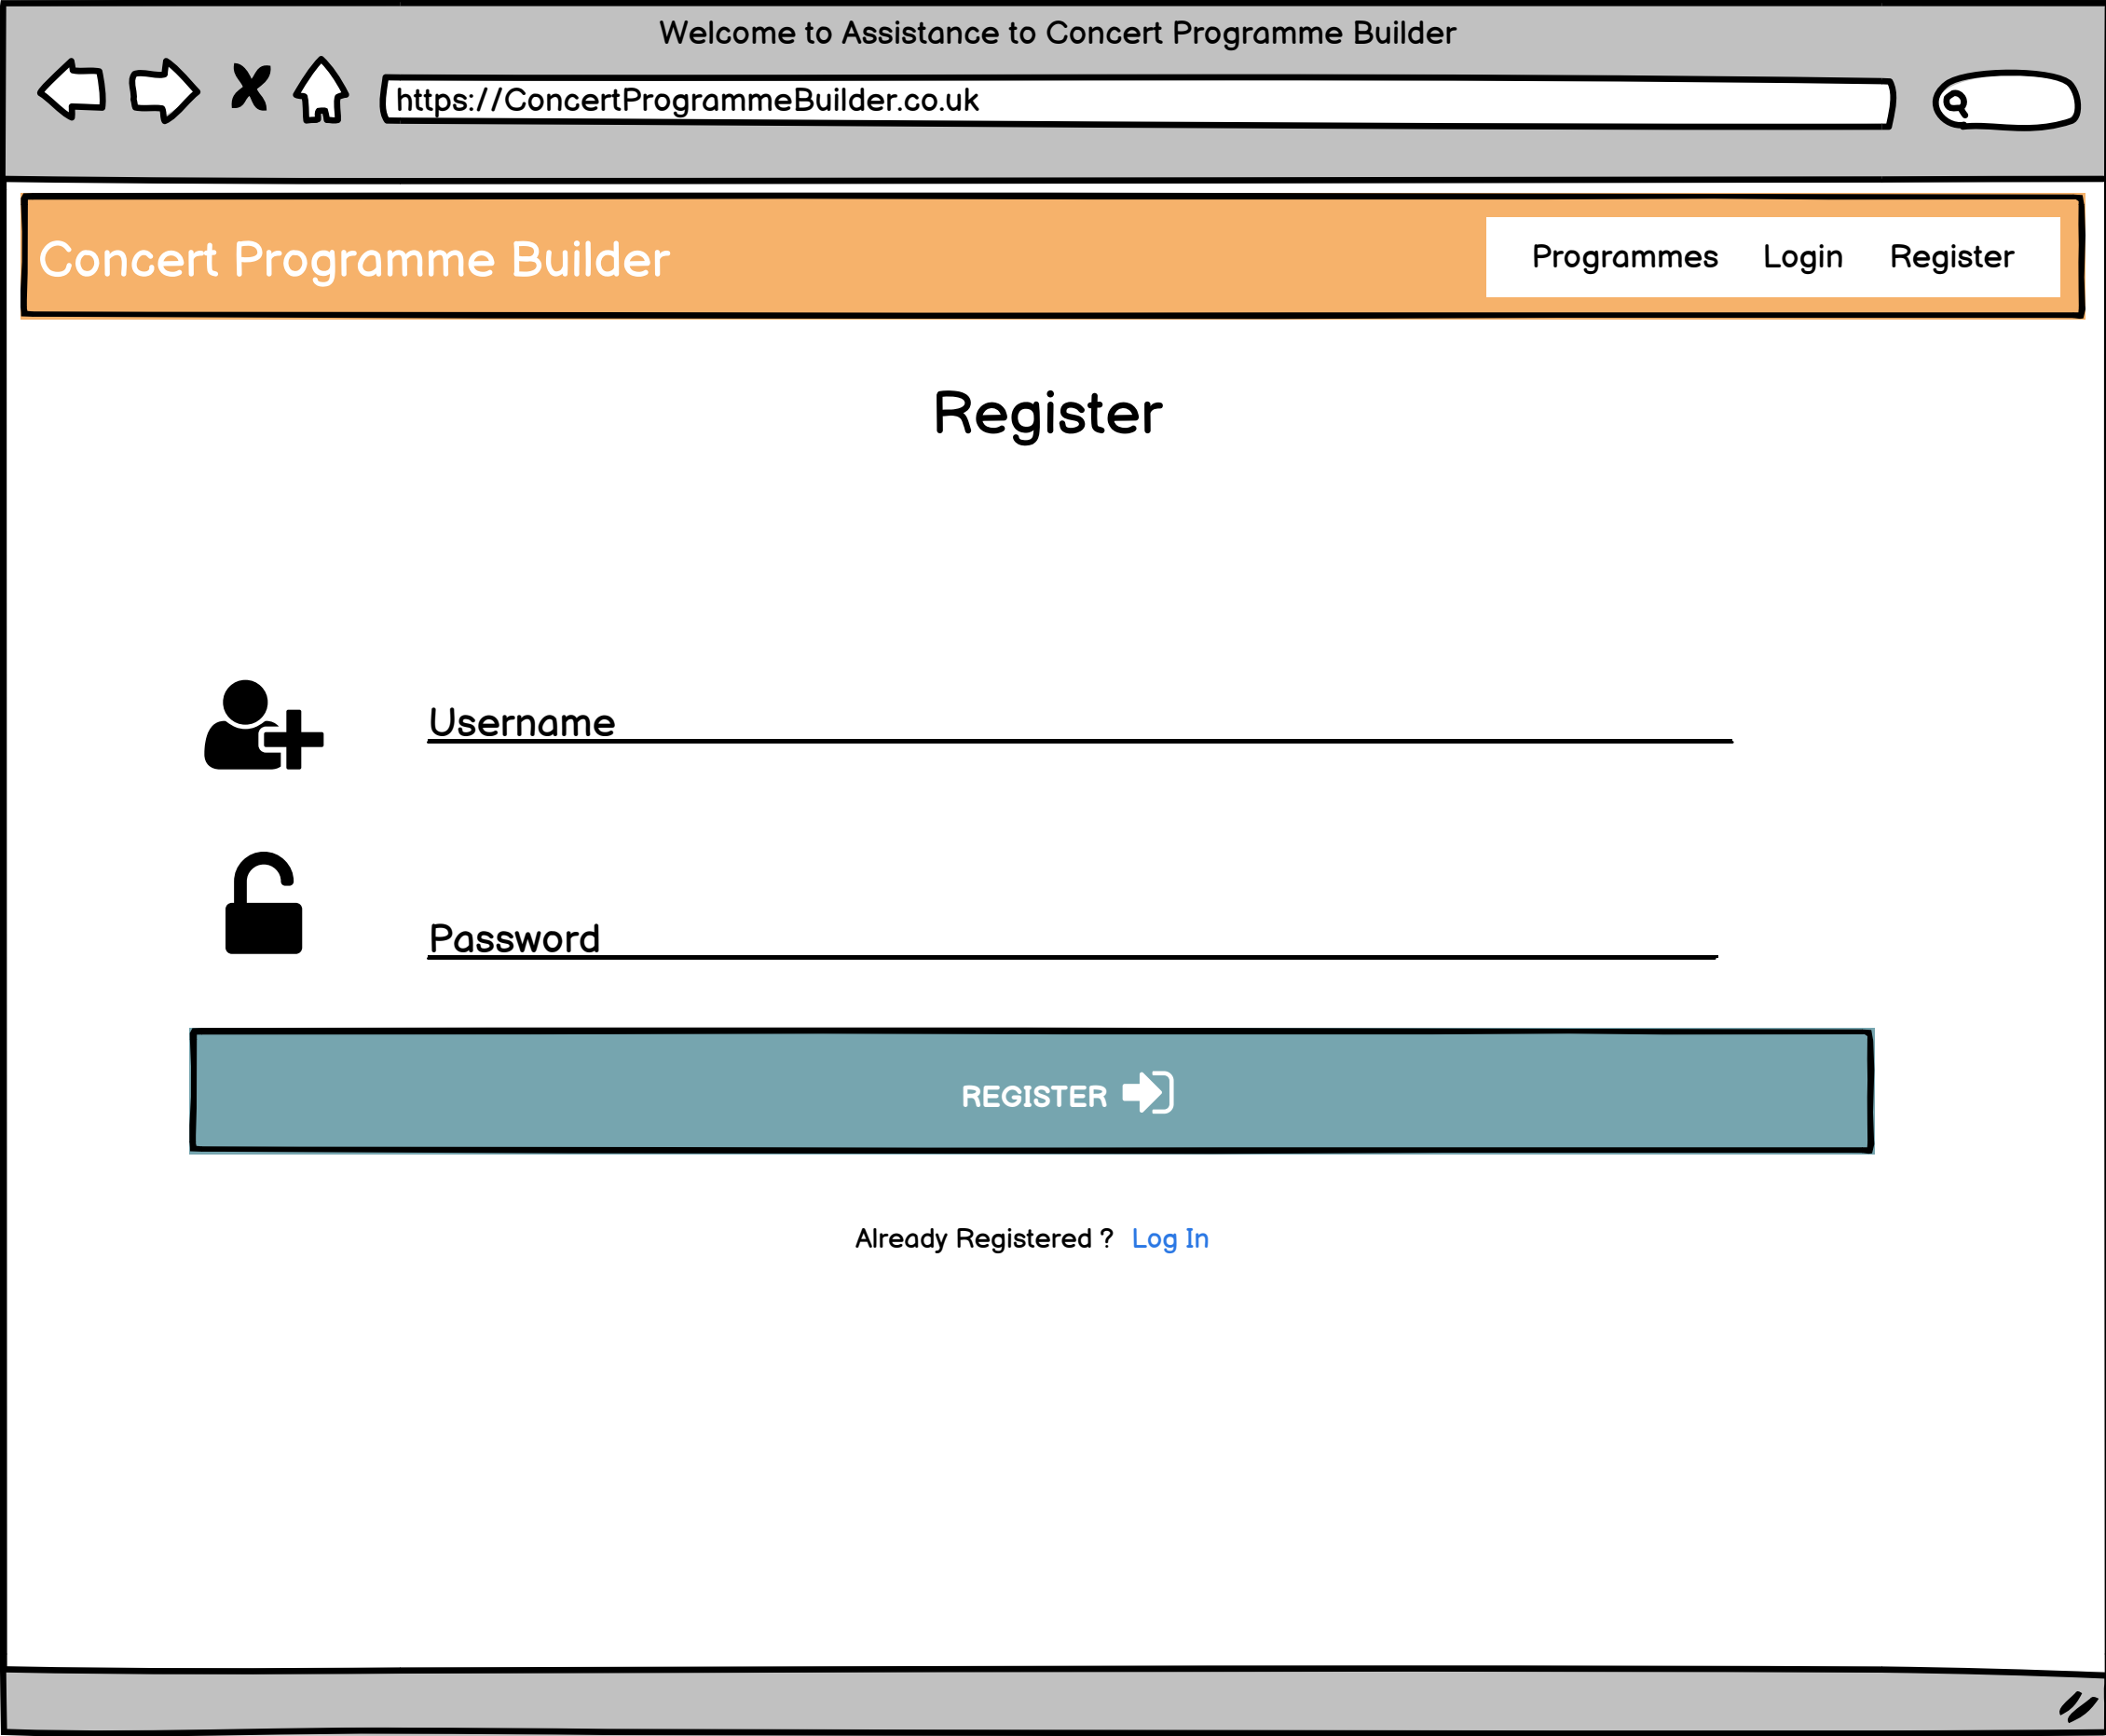 Welcome to Assistance to Concert Programme Builder
https://ConcertProgrammeBuilder.co.uk
Concert Programme Builder
Programmes Login Register
Register
Username
Password
REGISTER
Already Registered ? Log In